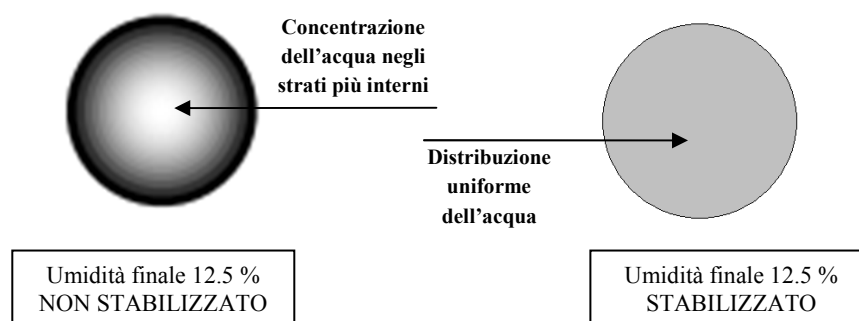 Concentrazione
dell’acqua negli
strati più interni
Distribuzione
uniforme
dell’acqua
Umidità finale 12.5 %
NON STABILIZZATO
Umidità finale 12.5 %
STABILIZZATO